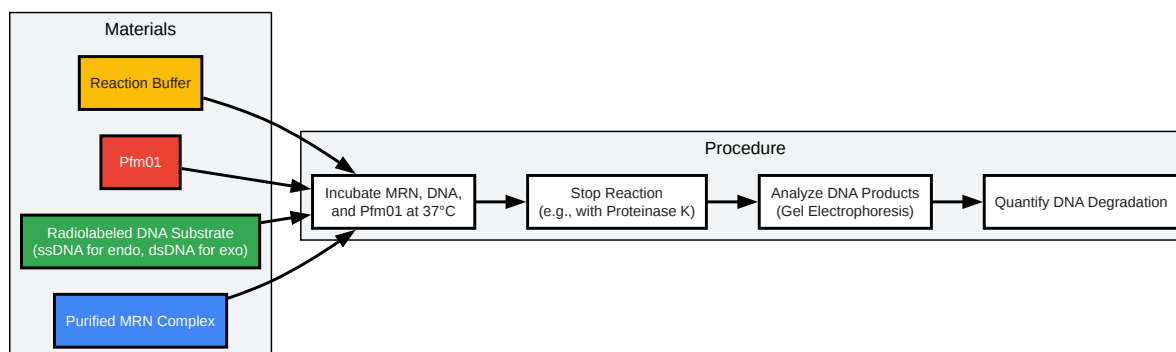 Materials
Reaction Buffer
Pfm01
Radiolabeled DNA Substrate
(ssDNA for endo, dsDNA for exo)
Purified MRN Complex
Procedure
Incubate MRN, DNA,
and Pfm01 at 37°C
Stop Reaction
(e.g., with Proteinase K)
Analyze DNA Products
(Gel Electrophoresis)
Quantify DNA Degradation